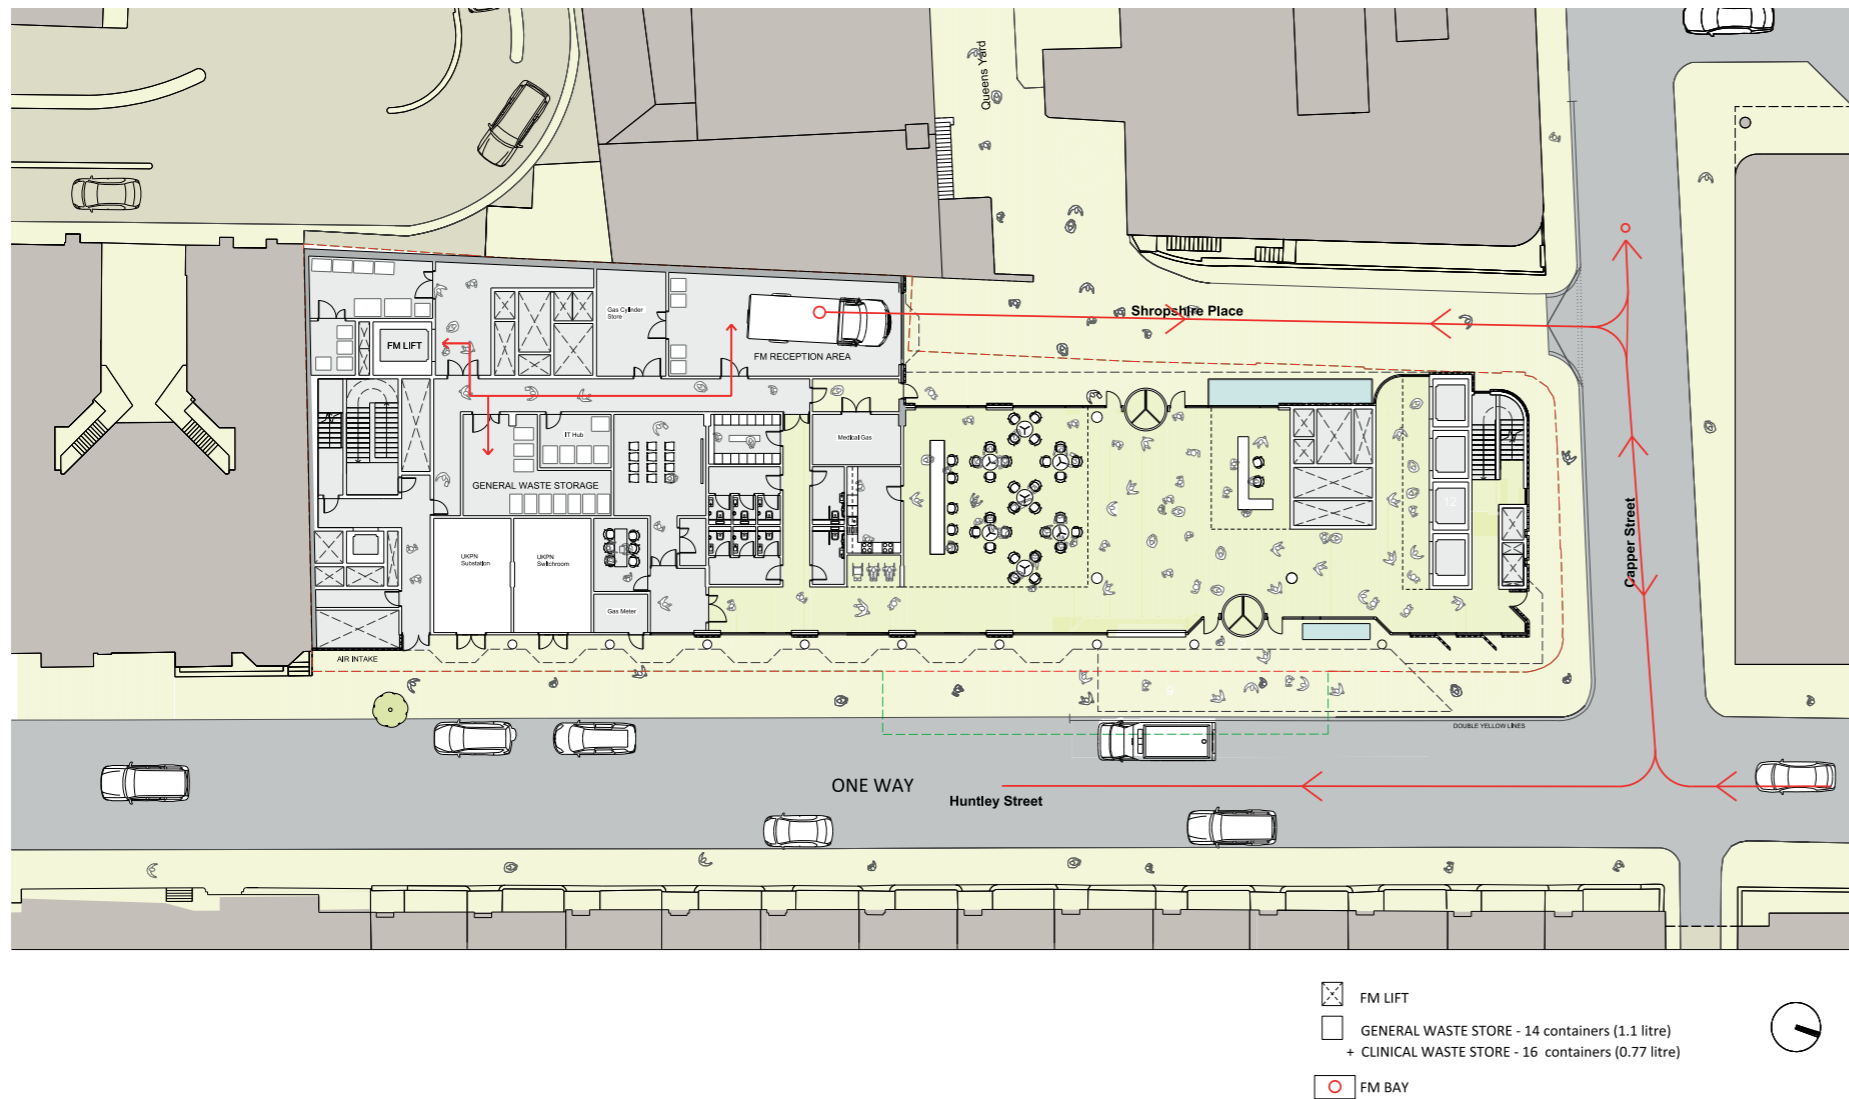 Queens Yard
Gas Cylinder
Store
Shropshire Place
FM LIFT
FM RECEPTION AREA
IT Hub
Medical Gas
GENERAL WASTE STORAGE
12
Capper Street
UKPN
Substation
UKPN
Switchroom
Gas Meter
AIR INTAKE
9
DOUBLE YELLOW LINES
ONE WAY
Huntley Street
FM LIFT
GENERAL WASTE STORE - 14 containers (1.1 litre)
+ CLINICAL WASTE STORE - 16 containers (0.77 litre)
FM BAY